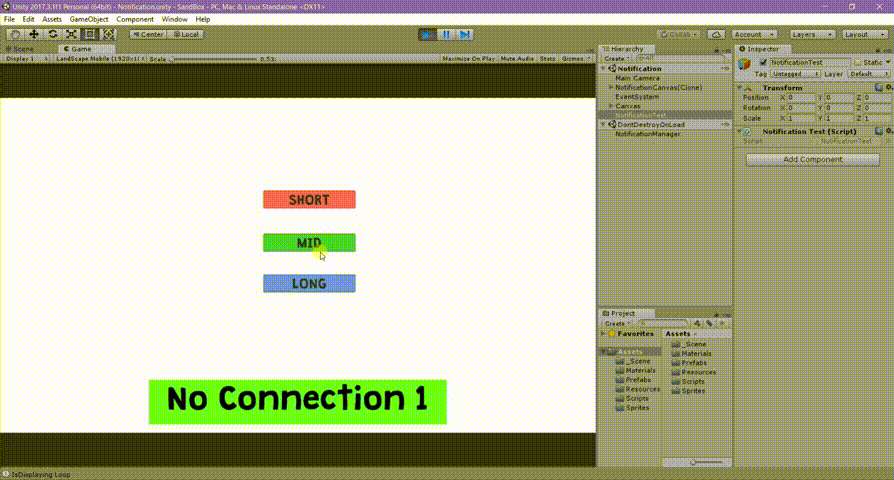 Unity 2017.3.1f1 Personal (64bit) - Notification.unity - SandBox - PC, Mac & Linux Standalone <DX11>
File Edit Assets GameObject Component Window Help
Center Local Collab Account Layers Layout
Scene Game
Display 1 LandScape Mobile (1920x1 Scale 0.53 Maximize On Play Mute Audio Stats Gizmos
SHORT
MID
LONG
No Connection 1
IsDisplaying Loop
Hierarchy
Create All
Notification
Main Camera
NotificationCanvas(Clone)
EventSystem
Canvas
NotificationTest
DontDestroyOnLoad
NotificationManager
Project
Create
Favorites
Assets
_Scene
Materials
Prefabs
Resources
Scripts
Sprites
Assets
_Scene
Materials
Prefabs
Resources
Scripts
Sprites
Inspector
NotificationTest Static
Tag Untagged Layer Default
Transform
Position X 0 Y 0 Z 0
Rotation X 0 Y 0 Z 0
Scale X 1 Y 1 Z 1
Notification Test (Script)
Script NotificationTest
Add Component